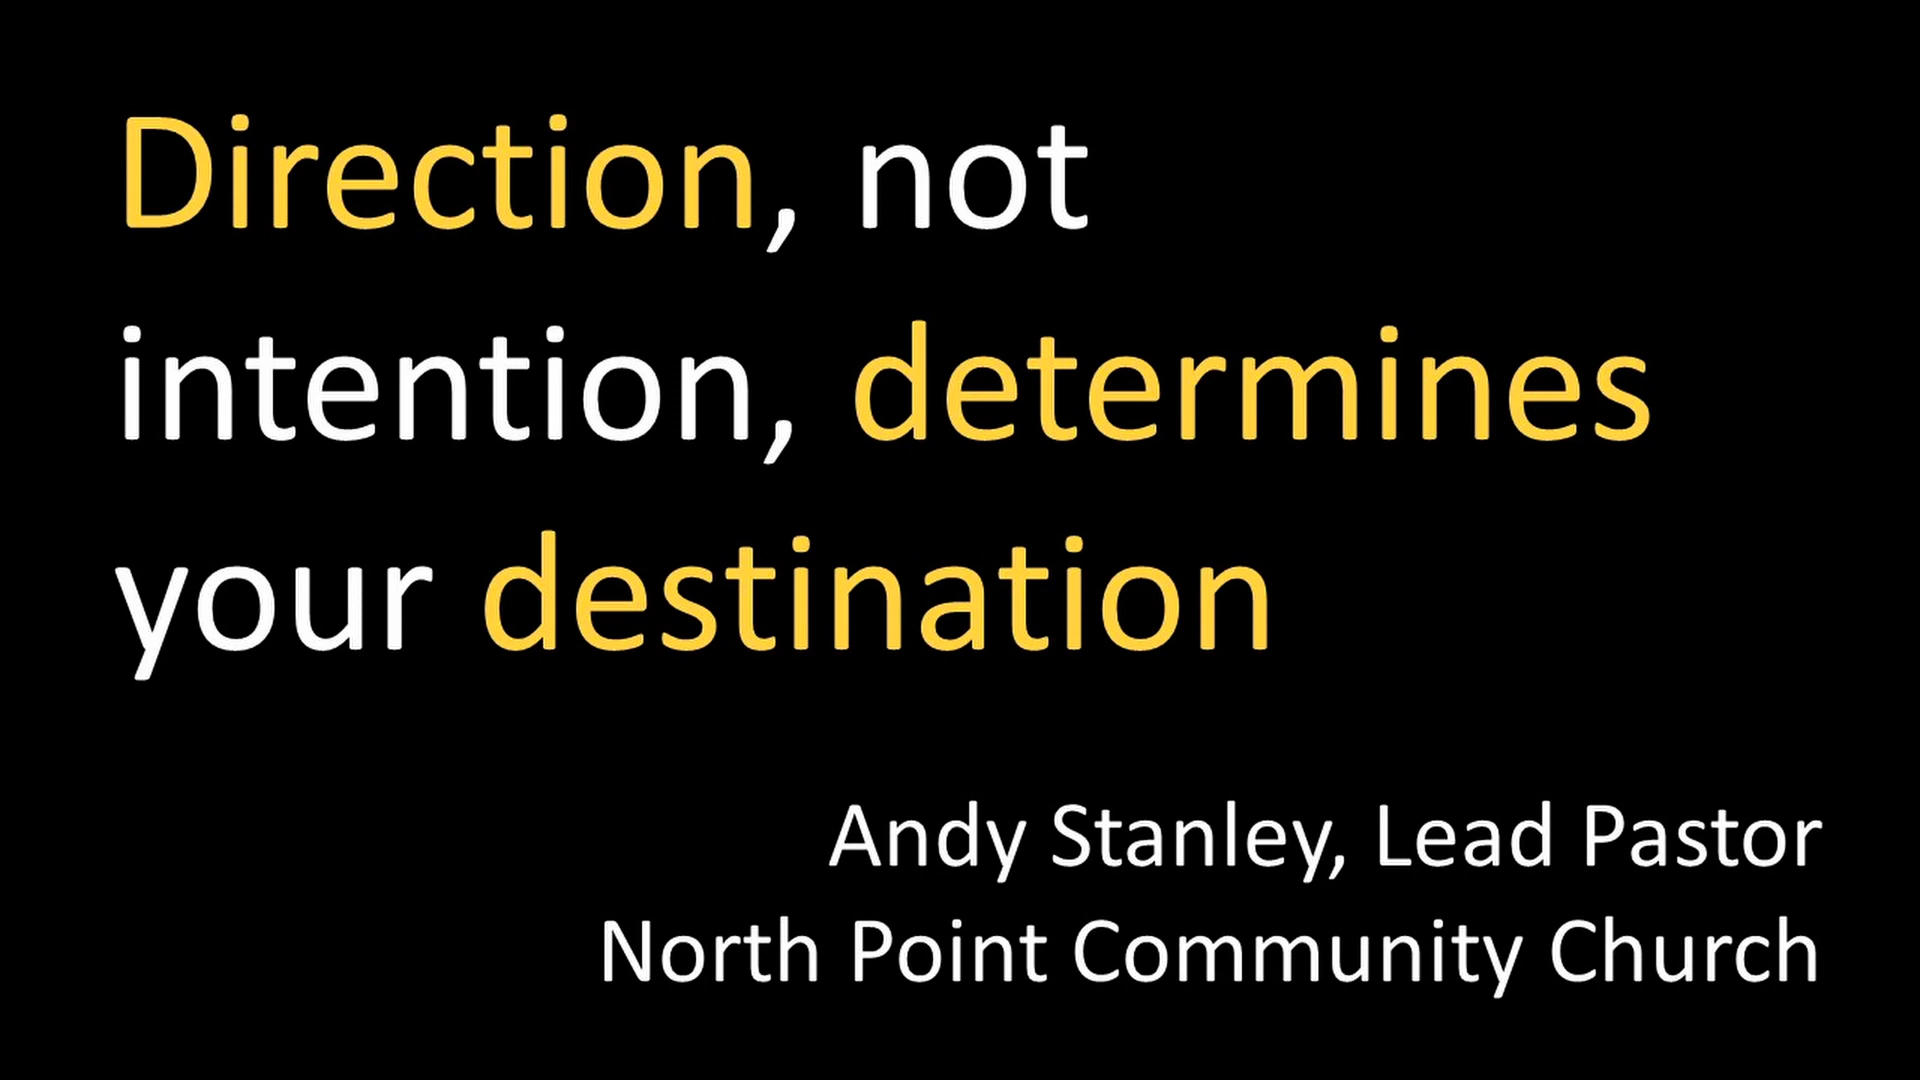 Direction, not
intention, determines
your destination
Andy Stanley, Lead Pastor
North Point Community Church